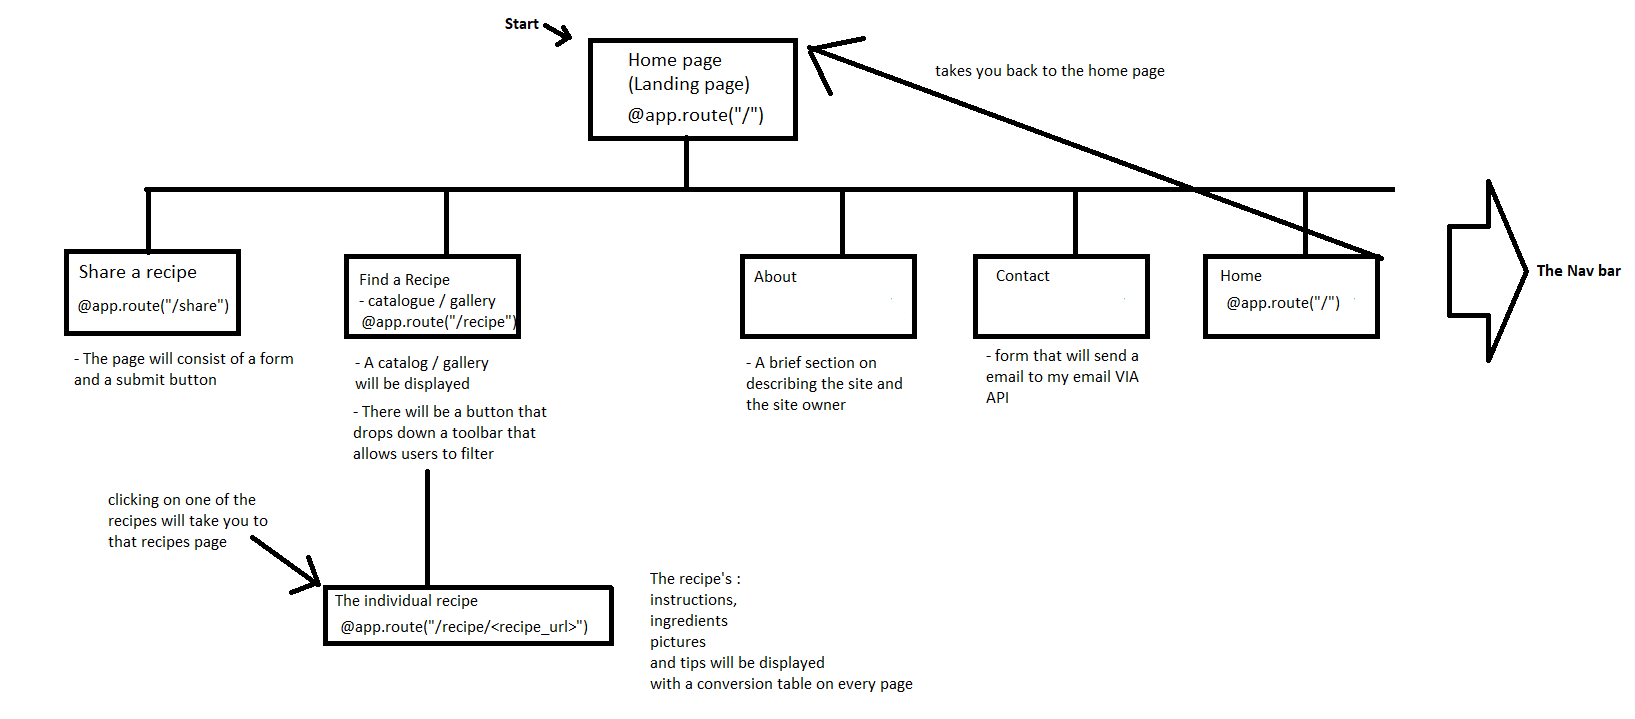 Start
Home page
(Landing page)
@app.route("/")
takes you back to the home page
Share a recipe
@app.route("/share")
Find a Recipe
- catalogue / gallery
@app.route("/recipe")
About
Contact
Home
@app.route("/")
The Nav bar
- The page will consist of a form
and a submit button
- A catalog / gallery
will be displayed
- There will be a button that
drops down a toolbar that
allows users to filter
- A brief section on
describing the site and
the site owner
- form that will send a
email to my email VIA
API
clicking on one of the
recipes will take you to
that recipes page
The individual recipe
@app.route("/recipe/<recipe_url>")
The recipe's :
instructions,
ingredients
pictures
and tips will be displayed
with a conversion table on every page